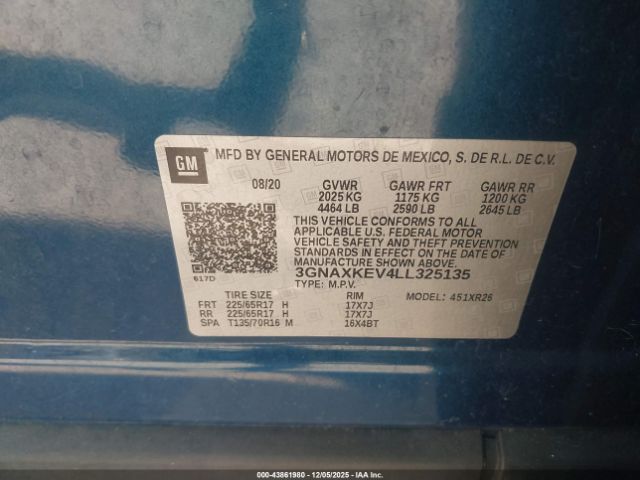 GM MFD BY GENERAL MOTORS DE MEXICO, S. DE R.L. DE C.V.
08/20 GVWR GAWR FRT GAWR RR
2025 KG 1175 KG 1200 KG
4464 LB 2590 LB 2645 LB
THIS VEHICLE CONFORMS TO ALL
APPLICABLE U.S. FEDERAL MOTOR
VEHICLE SAFETY AND THEFT PREVENTION
STANDARDS IN EFFECT ON THE DATE OF
MANUFACTURE SHOWN ABOVE.
3GNAXKEV4LL325135
617D TYPE: M.P.V.
TIRE SIZE RIM MODEL: 451XR26
FRT 225/65R17 H 17X7J
RR 225/65R17 H 17X7J
SPA T135/70R16 M 16X4BT
000-43861980 - 12/05/2025 - IAA Inc.